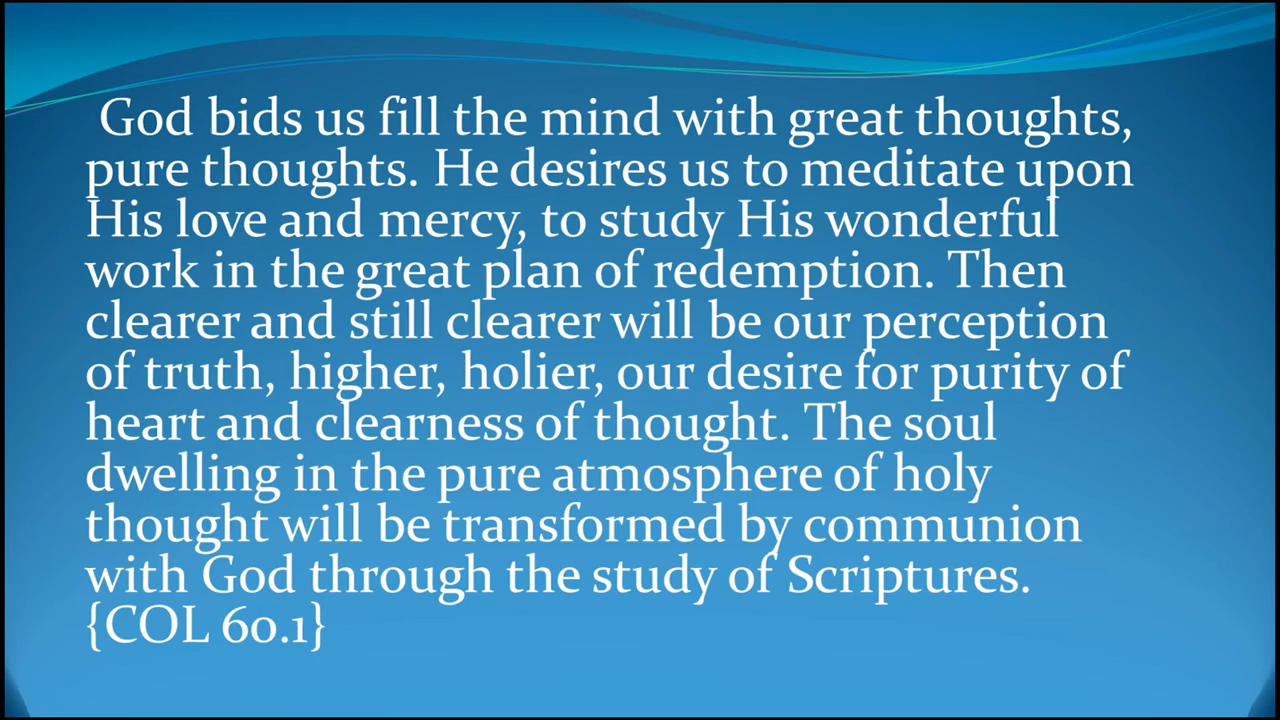 God bids us fill the mind with great thoughts,
pure thoughts. He desires us to meditate upon
His love and mercy, to study His wonderful
work in the great plan of redemption. Then
clearer and still clearer will be our perception
of truth, higher, holier, our desire for purity of
heart and clearness of thought. The soul
dwelling in the pure atmosphere of holy
thought will be transformed by communion
with God through the study of Scriptures.
{COL 60.1}